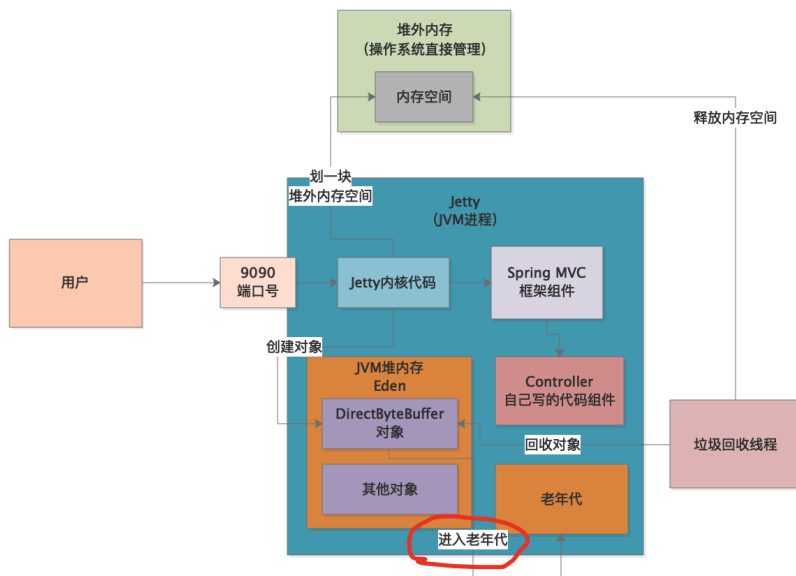 堆外内存
（操作系统直接管理）
内存空间
释放内存空间
划一块
堆外内存空间
Jetty
（JVM进程）
用户
9090
端口号
Jetty内核代码
Spring MVC
框架组件
创建对象
JVM堆内存
Eden
Controller
自己写的代码组件
DirectByteBuffer
对象
回收对象
垃圾回收线程
其他对象
老年代
进入老年代